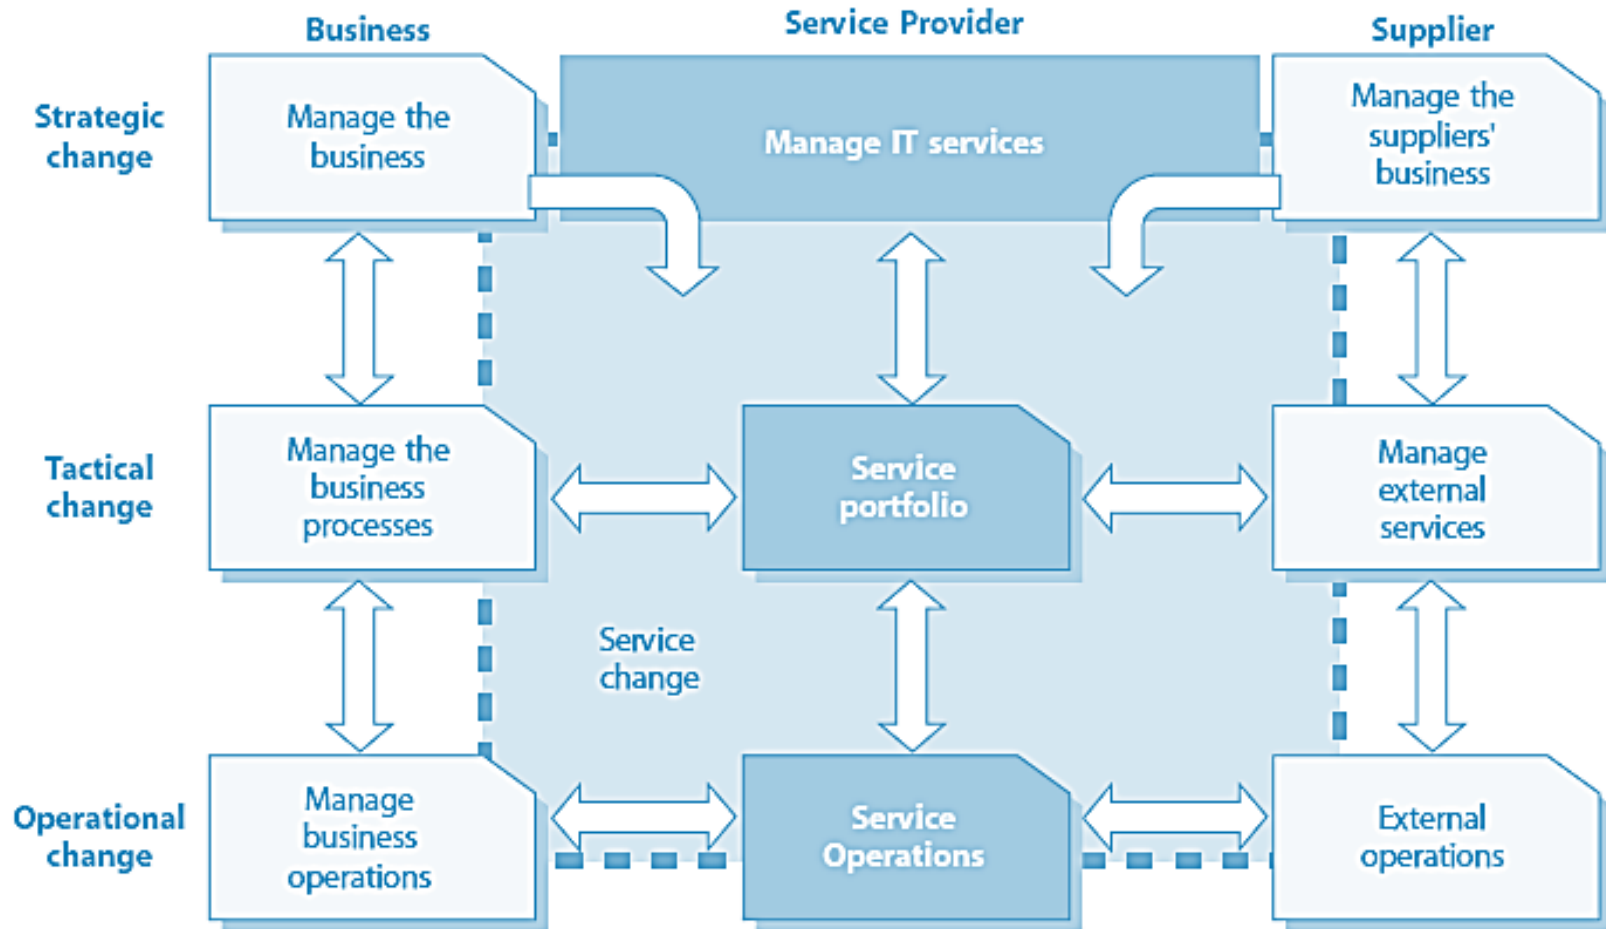 Business
Service Provider
Supplier
Strategic
change
Manage the
business
Manage IT services
Manage the
suppliers'
business
Tactical
change
Manage the
business
processes
Service
portfolio
Manage
external
services
Service
change
Operational
change
Manage
business
operations
Service
Operations
External
operations